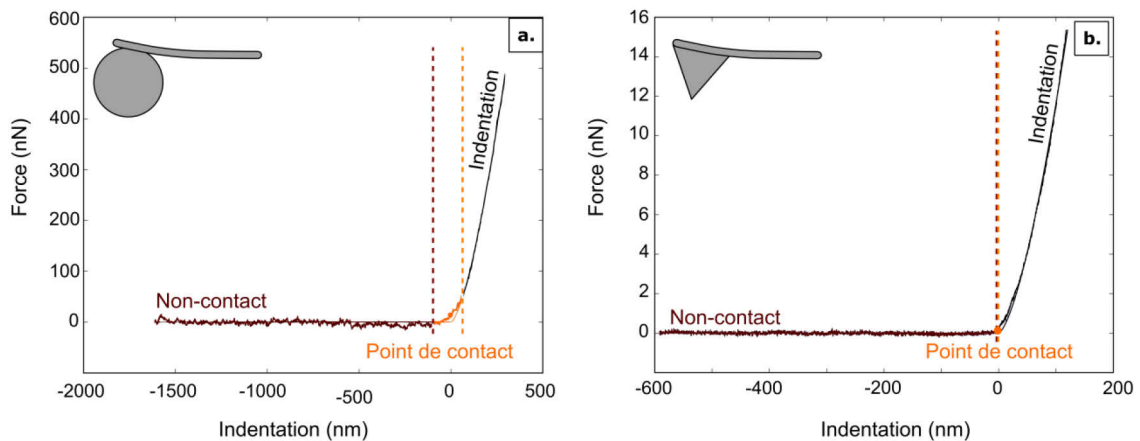 a.
600
500
400
300
200
100
0
Force (nN)
Non-contact
Indentation
Point de contact
-2000 -1500 -1000 -500 0 500
Indentation (nm)
b.
16
14
12
10
8
6
4
2
0
-2
Force (nN)
Non-contact
Indentation
Point de contact
-600 -400 -200 0 200
Indentation (nm)